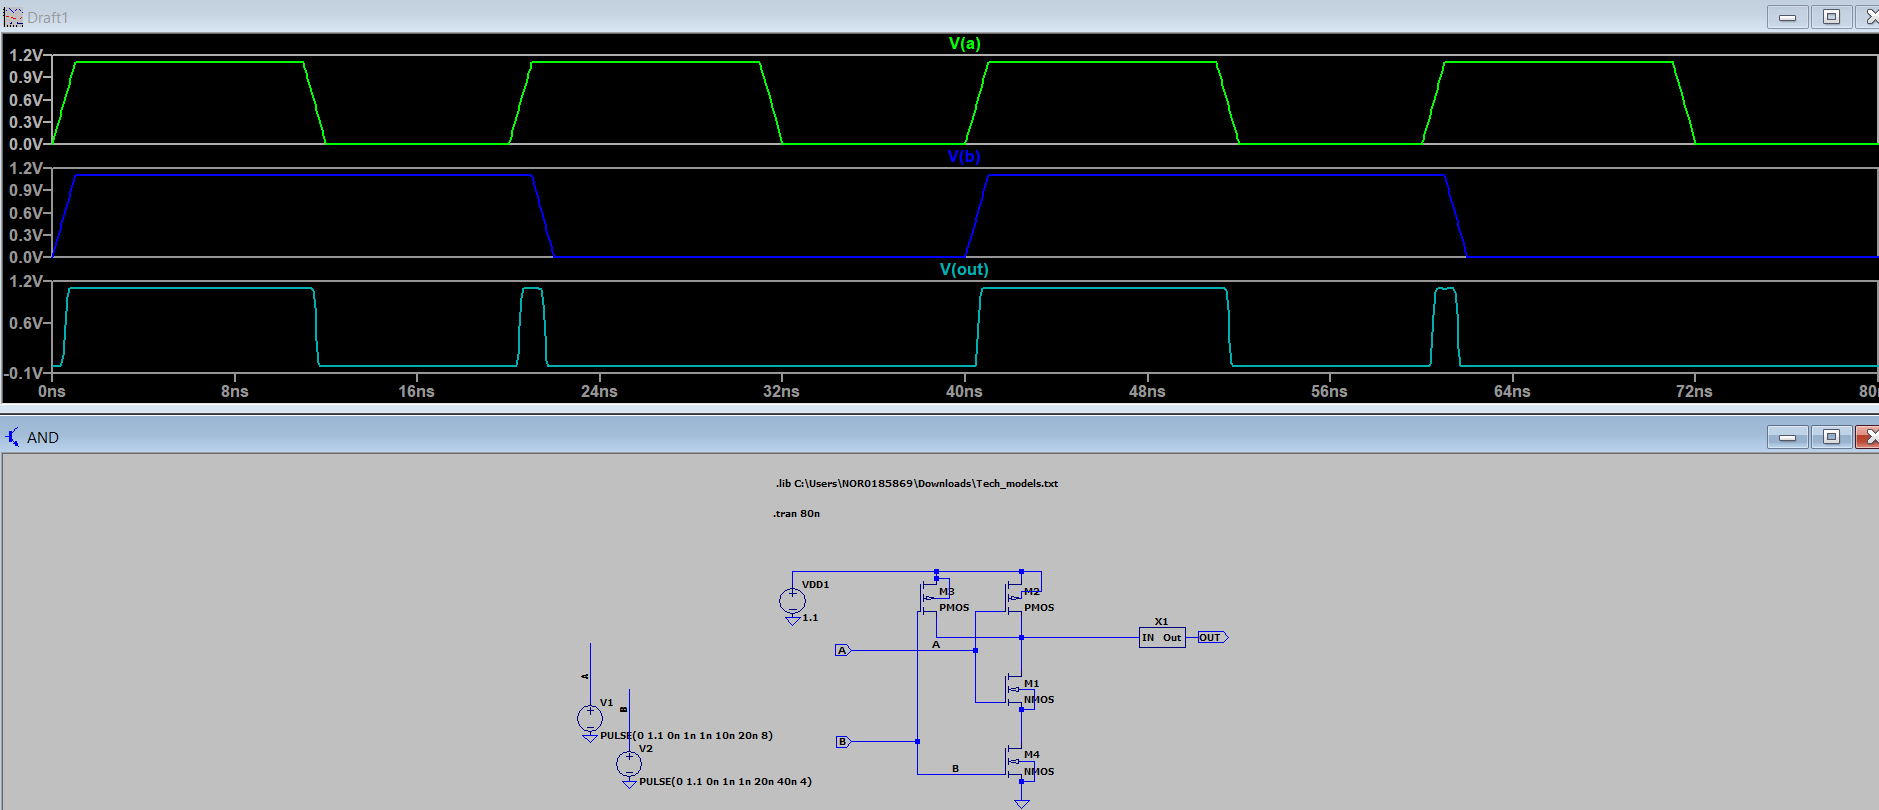 Draft1
V(a)
1.2V
0.9V
0.6V
0.3V
0.0V
V(b)
1.2V
0.9V
0.6V
0.3V
0.0V
V(out)
1.2V
0.6V
-0.1V
0ns 8ns 16ns 24ns 32ns 40ns 48ns 56ns 64ns 72ns 80
AND
.lib C:\Users\NOR0185869\Downloads\Tech_models.txt
.tran 80n
VDD1
1.1
M3
PMOS
M2
PMOS
X1
IN Out
OUT
A
A
A
V1
PULSE(0 1.1 0n 1n 1n 10n 20n 8)
B
V2
PULSE(0 1.1 0n 1n 1n 20n 40n 4)
M1
NMOS
B
B
M4
NMOS